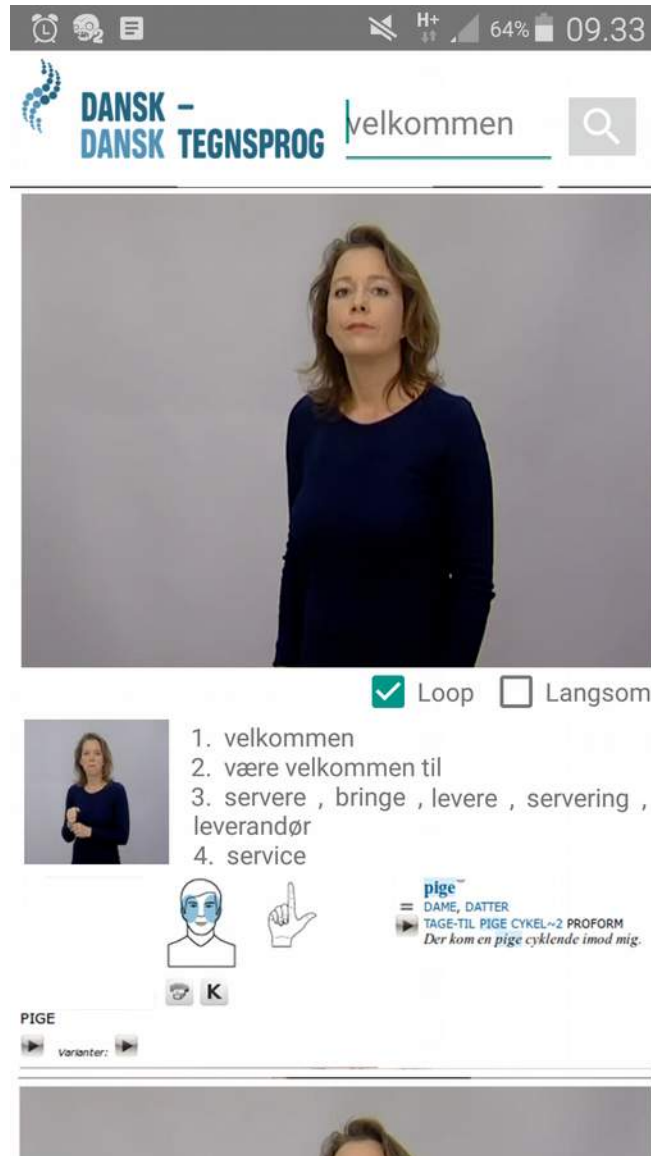 H+ 64% 09.33
DANSK –
DANSK TEGNSPROG
velkommen
Loop Langsom
1. velkommen
2. være velkommen til
3. servere , bringe , levere , servering ,
leverandør
4. service
pige
= DAME, DATTER
TAGE-TIL PIGE CYKEL~2 PROFORM
Der kom en pige cyklende imod mig.
K
PIGE
Varianter: